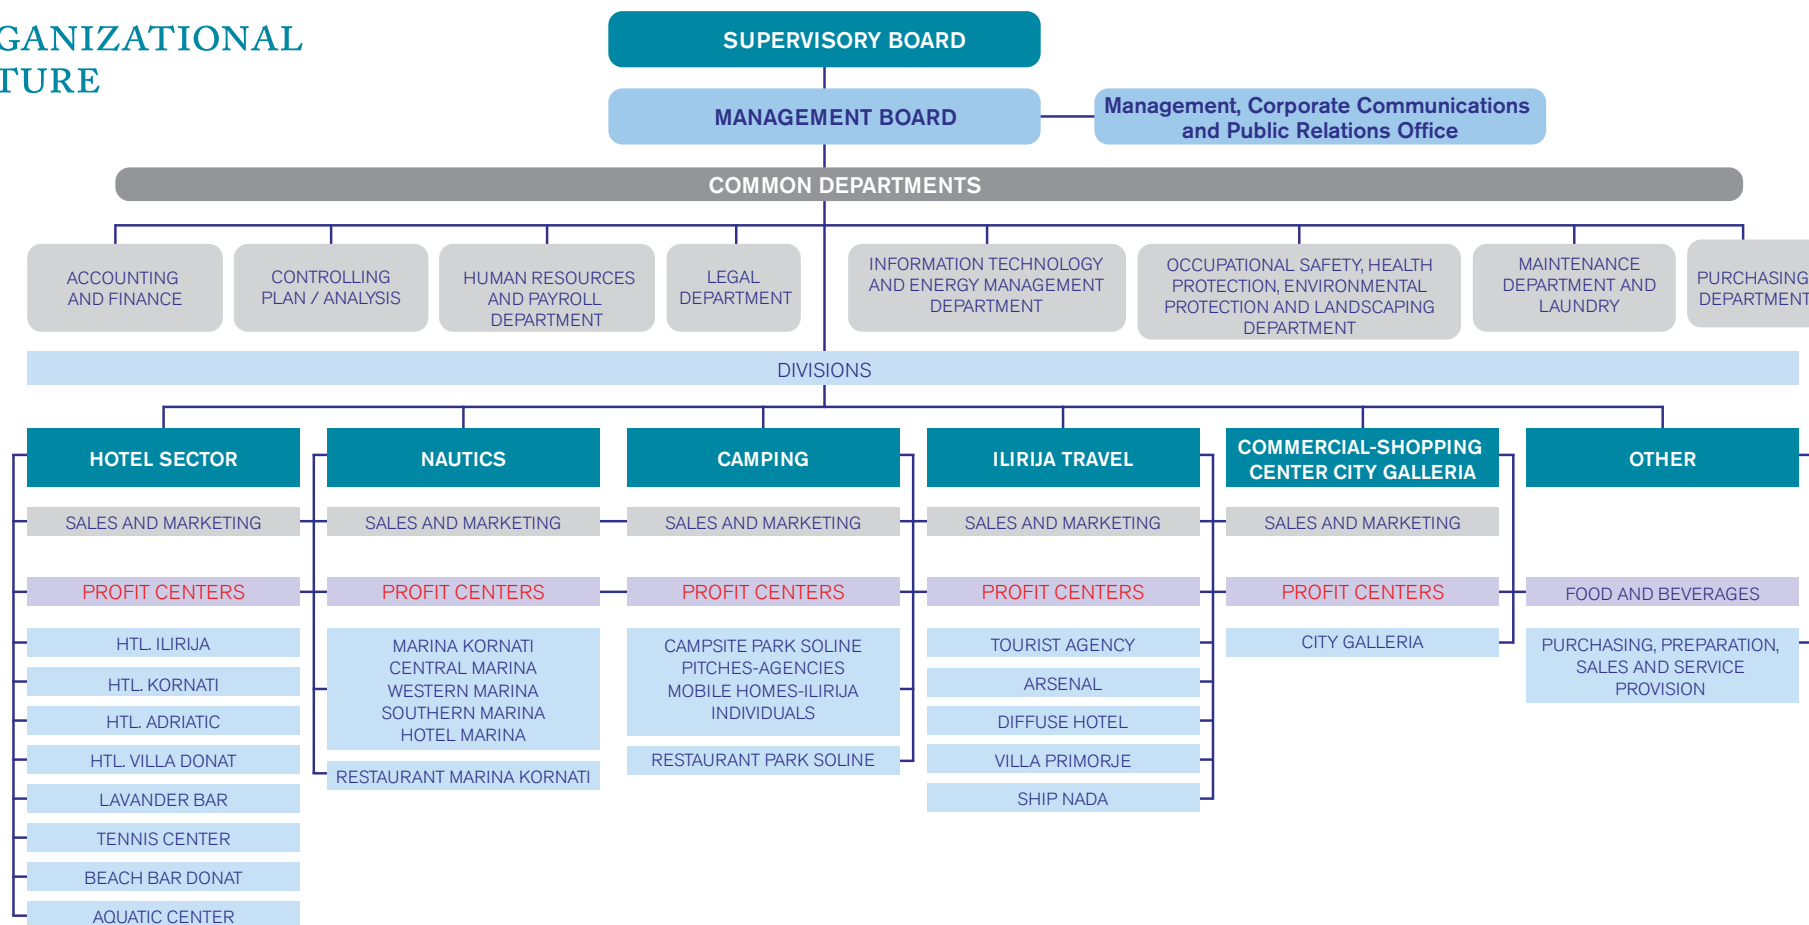 GANIZATIONAL
TURE
SUPERVISORY BOARD
MANAGEMENT BOARD
Management, Corporate Communications
and Public Relations Office
COMMON DEPARTMENTS
ACCOUNTING
AND FINANCE
CONTROLLING
PLAN / ANALYSIS
HUMAN RESOURCES
AND PAYROLL
DEPARTMENT
LEGAL
DEPARTMENT
INFORMATION TECHNOLOGY
AND ENERGY MANAGEMENT
DEPARTMENT
OCCUPATIONAL SAFETY, HEALTH
PROTECTION, ENVIRONMENTAL
PROTECTION AND LANDSCAPING
DEPARTMENT
MAINTENANCE
DEPARTMENT AND
LAUNDRY
PURCHASING
DEPARTMENT
DIVISIONS
HOTEL SECTOR
SALES AND MARKETING
PROFIT CENTERS
HTL. ILIRIJA
HTL. KORNATI
HTL. ADRIATIC
HTL. VILLA DONAT
LAVANDER BAR
TENNIS CENTER
BEACH BAR DONAT
AQUATIC CENTER
NAUTICS
SALES AND MARKETING
PROFIT CENTERS
MARINA KORNATI
CENTRAL MARINA
WESTERN MARINA
SOUTHERN MARINA
HOTEL MARINA
RESTAURANT MARINA KORNATI
CAMPING
SALES AND MARKETING
PROFIT CENTERS
CAMPSITE PARK SOLINE
PITCHES-AGENCIES
MOBILE HOMES-ILIRIJA
INDIVIDUALS
RESTAURANT PARK SOLINE
ILIRIJA TRAVEL
SALES AND MARKETING
PROFIT CENTERS
TOURIST AGENCY
ARSENAL
DIFFUSE HOTEL
VILLA PRIMORJE
SHIP NADA
COMMERCIAL-SHOPPING
CENTER CITY GALLERIA
SALES AND MARKETING
PROFIT CENTERS
CITY GALLERIA
OTHER
FOOD AND BEVERAGES
PURCHASING, PREPARATION,
SALES AND SERVICE
PROVISION